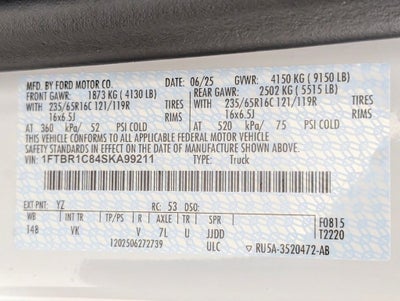 MFD. BY FORD MOTOR CO. DATE: 06/25 GVWR: 4150 KG (9150 LB)
FRONT GAWR: 1873 KG (4130 LB) REAR GAWR: 2502 KG (5515 LB)
WITH 235/65R16C 121/119R TIRES WITH 235/65R16C 121/119R TIRES
16x6.5J RIMS 16x6.5J RIMS
AT 360 kPa/ 52 PSI COLD AT 520 kPa/ 75 PSI COLD
THIS VEHICLE CONFORMS TO ALL APPLICABLE FEDERAL MOTOR VEHICLE
SAFETY STANDARDS IN EFFECT ON THE DATE OF MANUFACTURE SHOWN ABOVE.
VIN: 1FTBR1C84SKA99211
TYPE: Truck
EXT PNT: YZ RC: 53 DSO:
WB INT TR TP/PS R AXLE TR SPR F0815
148 VK V 7L U JJDD T2220
1202506272739 ULC RU5A-3520472-AB